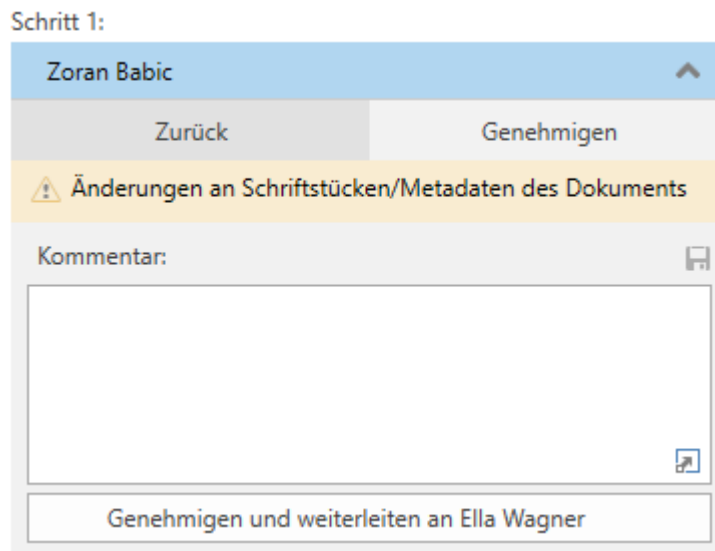 Schritt 1:
Zoran Babic
Zurück Genehmigen
Änderungen an Schriftstücken/Metadaten des Dokuments
Kommentar:
Genehmigen und weiterleiten an Ella Wagner